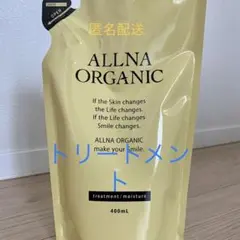 匿名配送
ALLNA
ORGANIC
If the Skin changes
the Life changes.
If the Life changes
Smile changes.
ALLNA ORGANIC
make your Smile.
トリートメン
ト
treatment/moisture
400mL